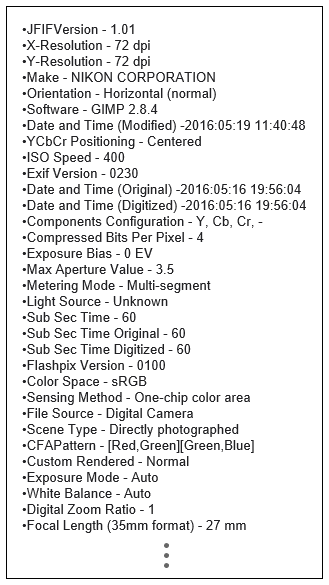 •JFIFVersion - 1.01
•X-Resolution - 72 dpi
•Y-Resolution - 72 dpi
•Make - NIKON CORPORATION
•Orientation - Horizontal (normal)
•Software - GIMP 2.8.4
•Date and Time (Modified) -2016:05:19 11:40:48
•YCbCr Positioning - Centered
•ISO Speed - 400
•Exif Version - 0230
•Date and Time (Original) -2016:05:16 19:56:04
•Date and Time (Digitized) -2016:05:16 19:56:04
•Components Configuration - Y, Cb, Cr, -
•Compressed Bits Per Pixel - 4
•Exposure Bias - 0 EV
•Max Aperture Value - 3.5
•Metering Mode - Multi-segment
•Light Source - Unknown
•Sub Sec Time - 60
•Sub Sec Time Original - 60
•Sub Sec Time Digitized - 60
•Flashpix Version - 0100
•Color Space - sRGB
•Sensing Method - One-chip color area
•File Source - Digital Camera
•Scene Type - Directly photographed
•CFAPattern - [Red,Green][Green,Blue]
•Custom Rendered - Normal
•Exposure Mode - Auto
•White Balance - Auto
•Digital Zoom Ratio - 1
•Focal Length (35mm format) - 27 mm